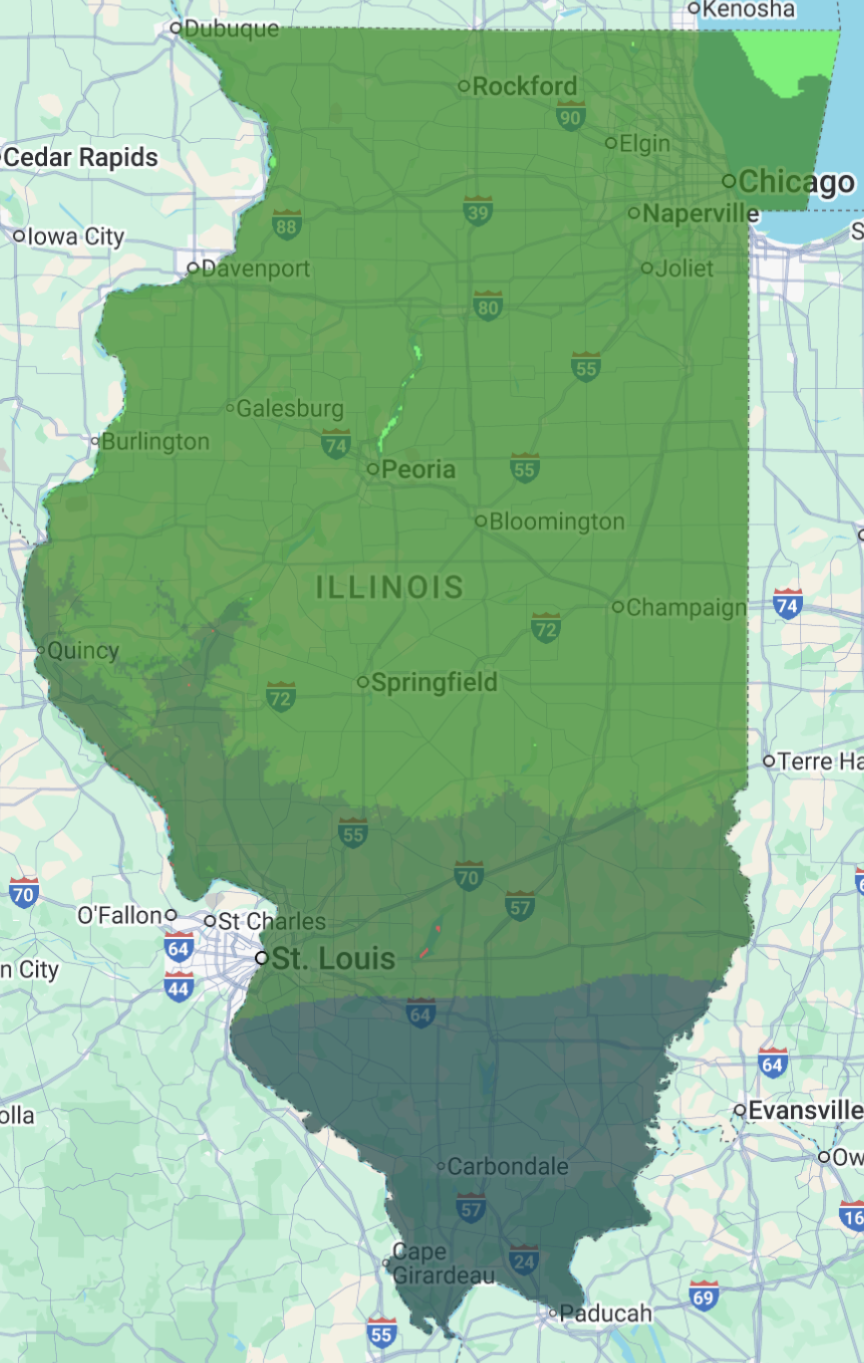 Kenosha
Dubuque
Rockford
90
Elgin
Cedar Rapids
Chicago
88
39
Naperville
Iowa City
S
Davenport
Joliet
80
55
Galesburg
Burlington
74
Peoria
55
Bloomington
ILLINOIS
74
Champaign
72
Quincy
Springfield
72
Terre Ha
55
70
70
57
6
O'Fallon
St Charles
64
St. Louis
n City
44
64
64
olla
Evansville
Ow
Carbondale
57
16
Cape
Girardeau
24
69
Paducah
55